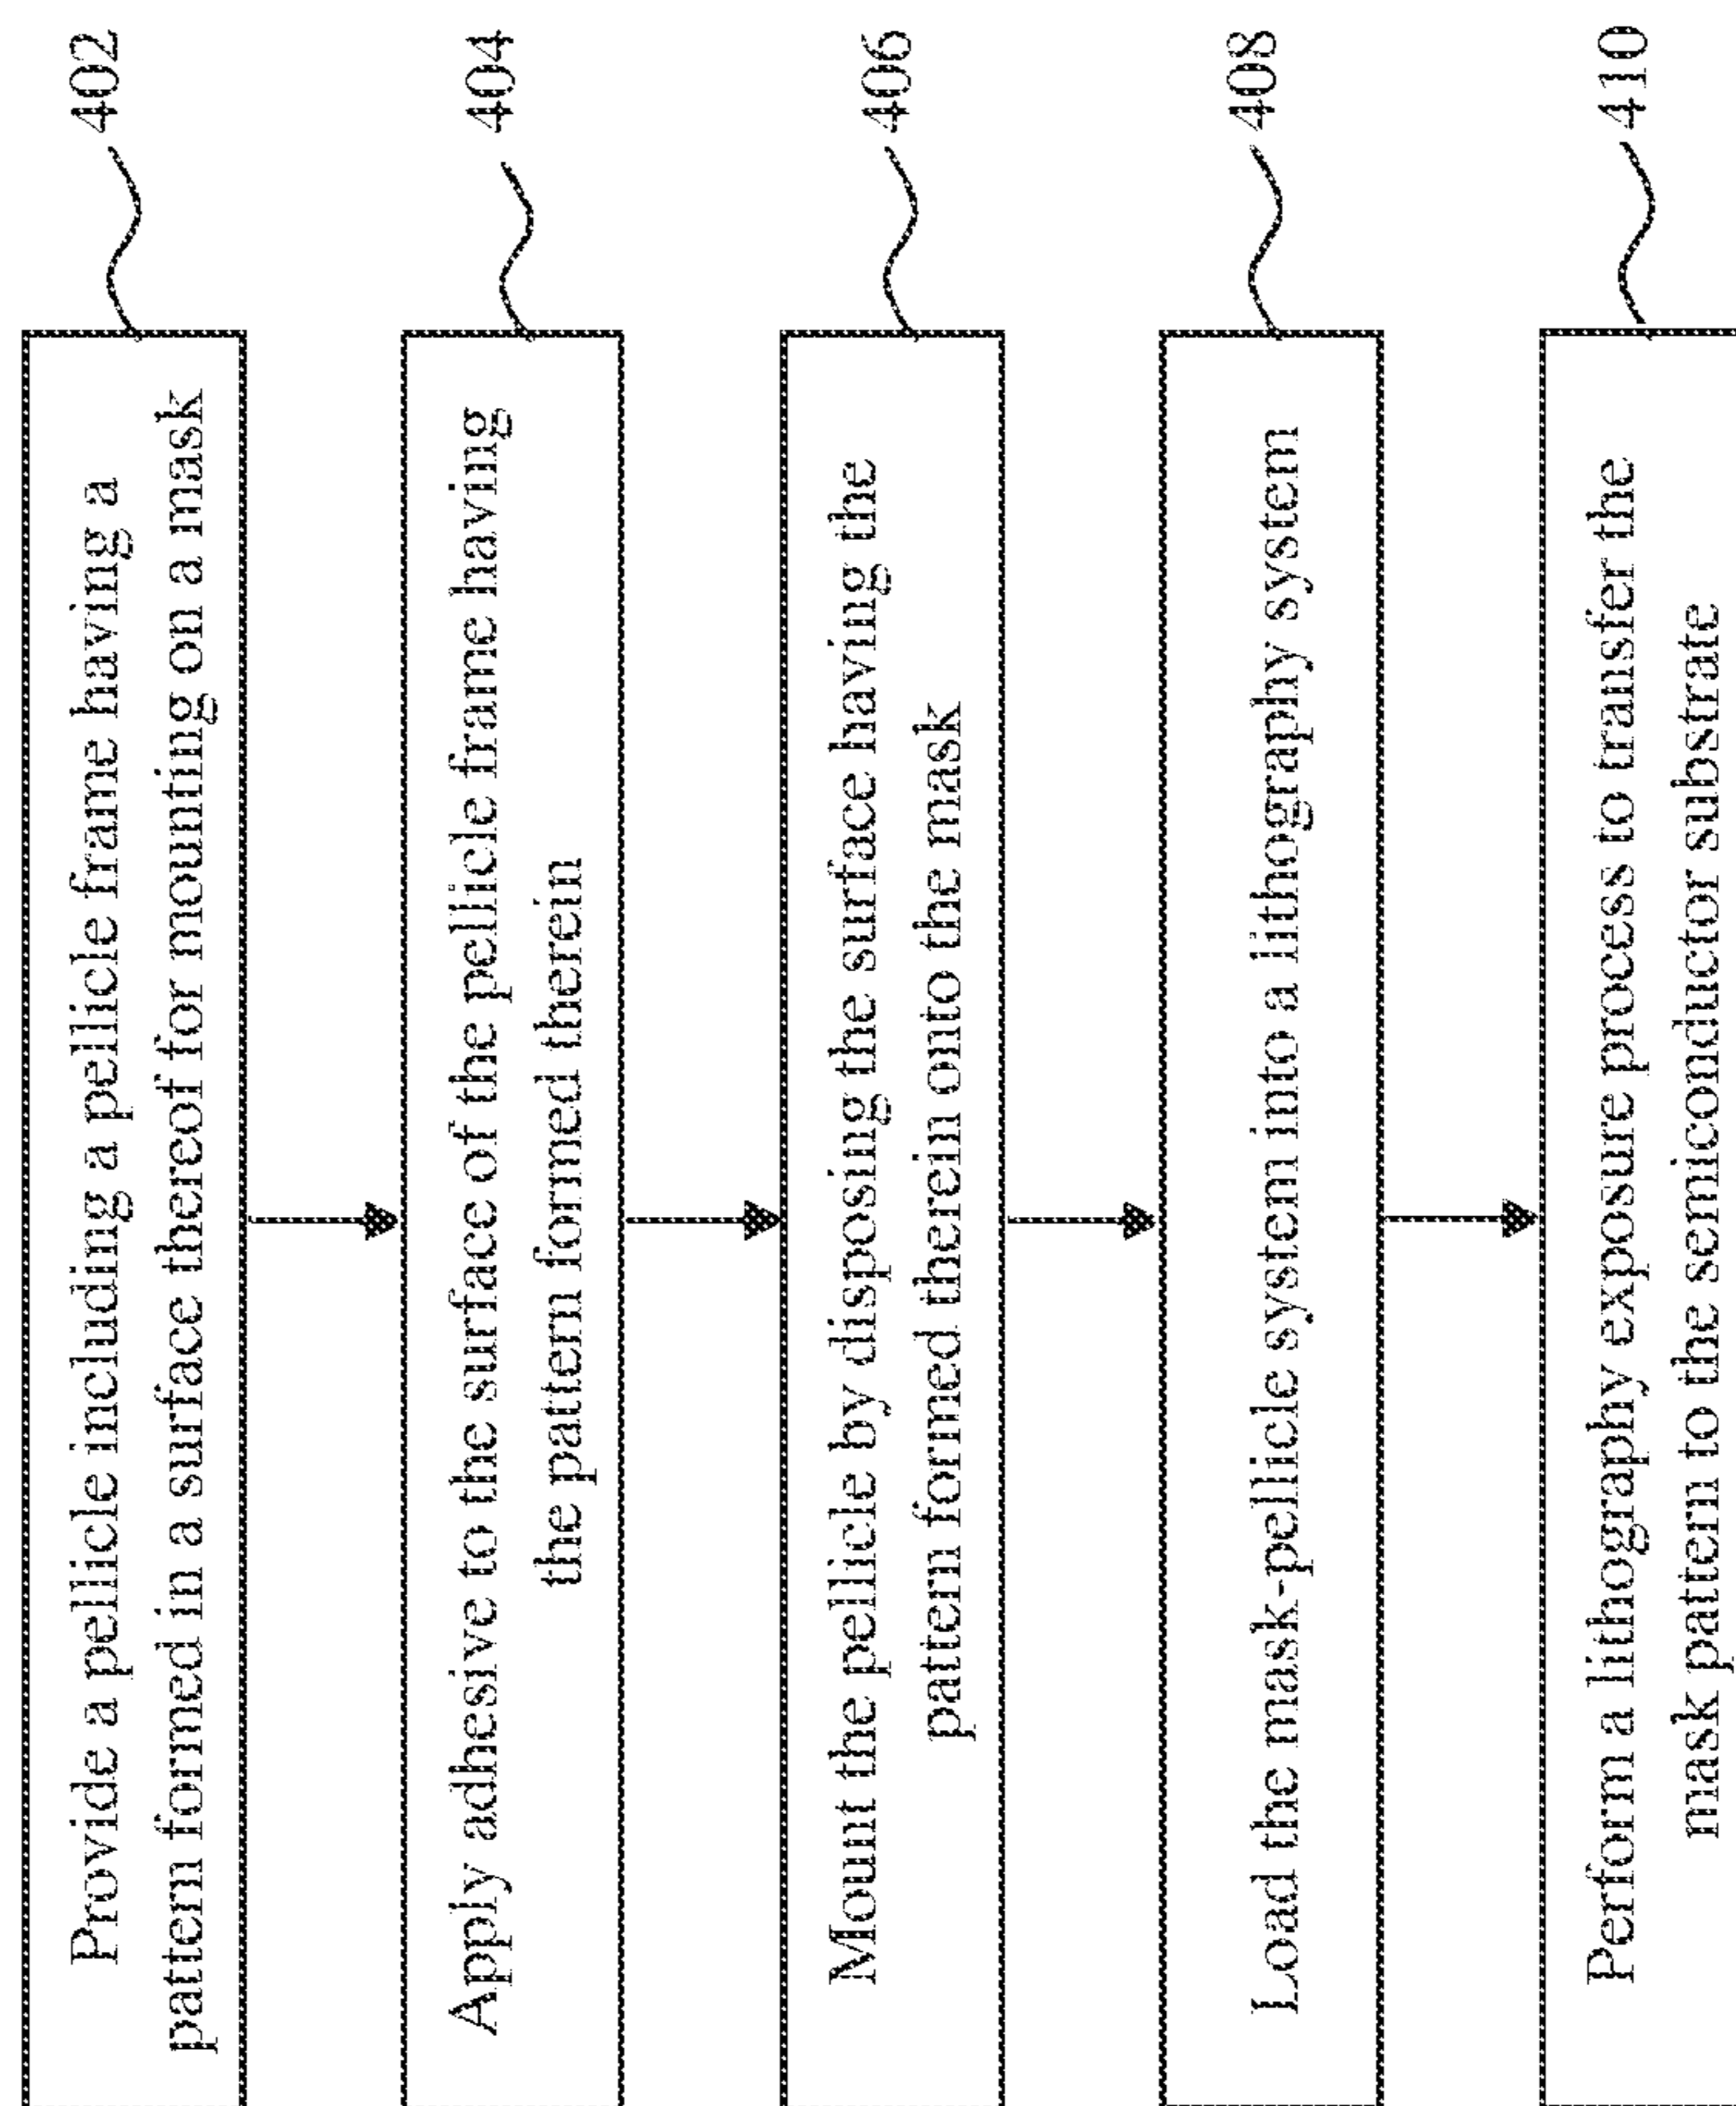 Provide a pellicle including a pellicle frame having a
pattern formed in a surface thereof for mounting on a mask
402
Apply adhesive to the surface of the pellicle frame having
the pattern formed therein
404
Mount the pellicle by disposing the surface having the
pattern formed therein onto the mask
406
Load the mask-pellicle system into a lithography system
408
Perform a lithography exposure process to transfer the
mask pattern to the semiconductor substrate
410